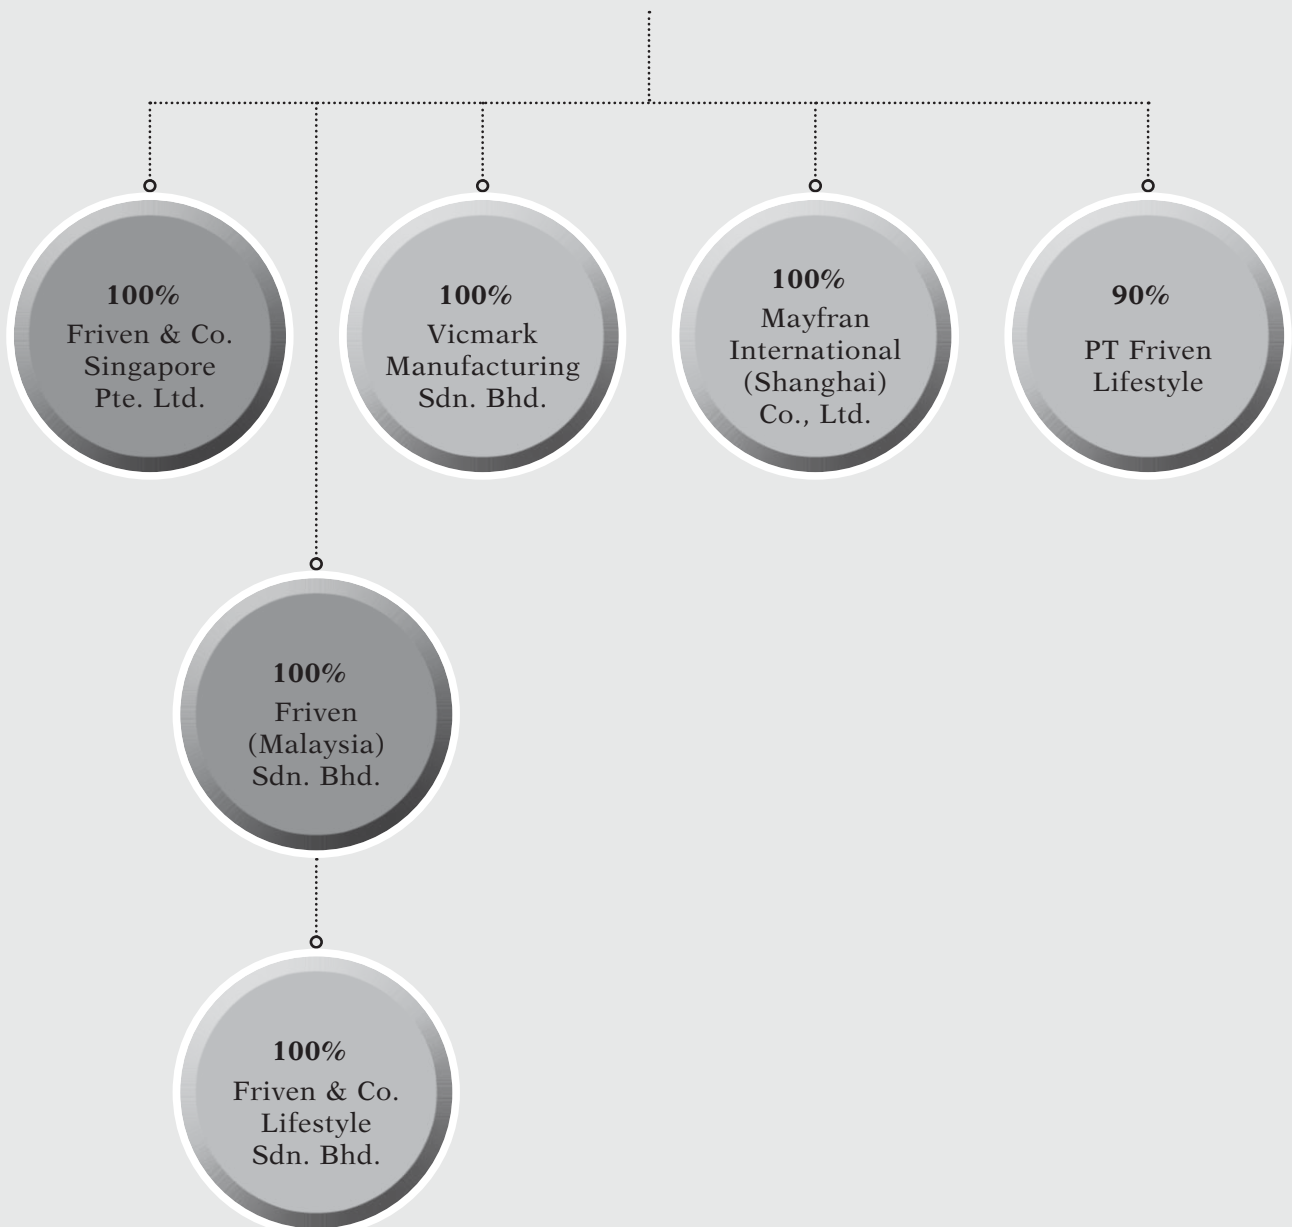 100%
Friven & Co.
Singapore
Pte. Ltd.
100%
Vicmark
Manufacturing
Sdn. Bhd.
100%
Mayfran
International
(Shanghai)
Co., Ltd.
90%
PT Friven
Lifestyle
100%
Friven
(Malaysia)
Sdn. Bhd.
100%
Friven & Co.
Lifestyle
Sdn. Bhd.